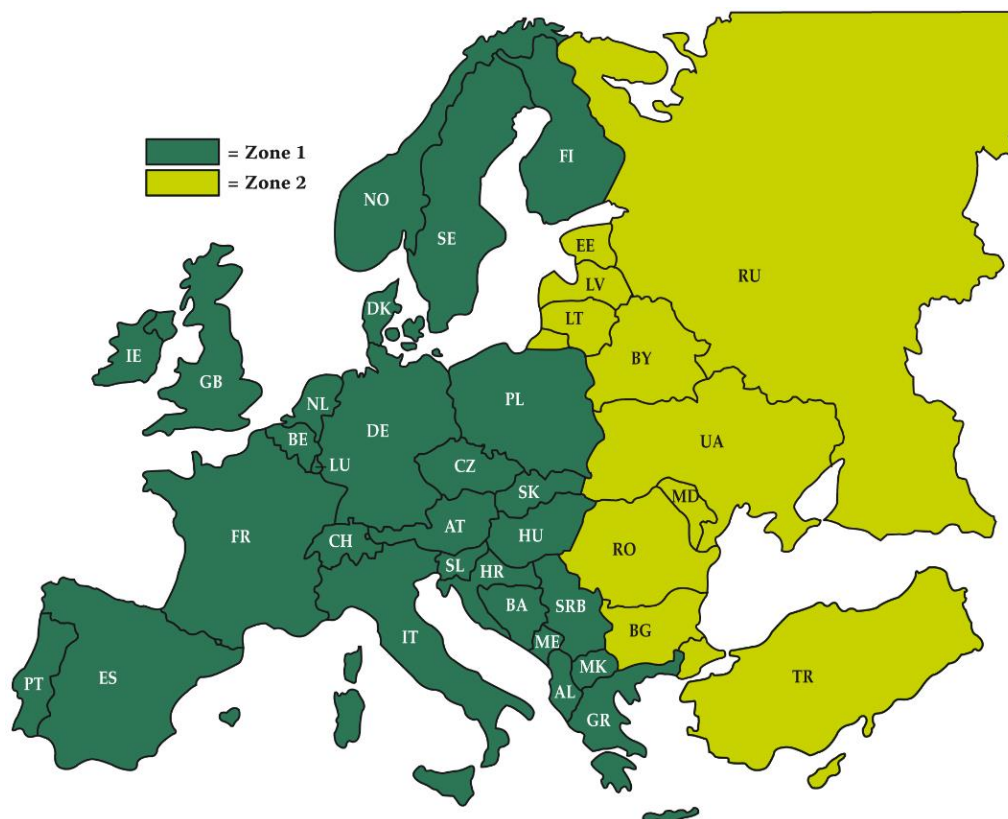 = Zone 1
= Zone 2
NO
SE
FI
RU
EE
LV
LT
BY
DK
IE
GB
NL
BE
LU
DE
PL
CZ
SK
UA
MD
FR
CH
AT
HU
RO
SL
HR
BA
SRB
BG
IT
ME
MK
AL
GR
TR
PT
ES